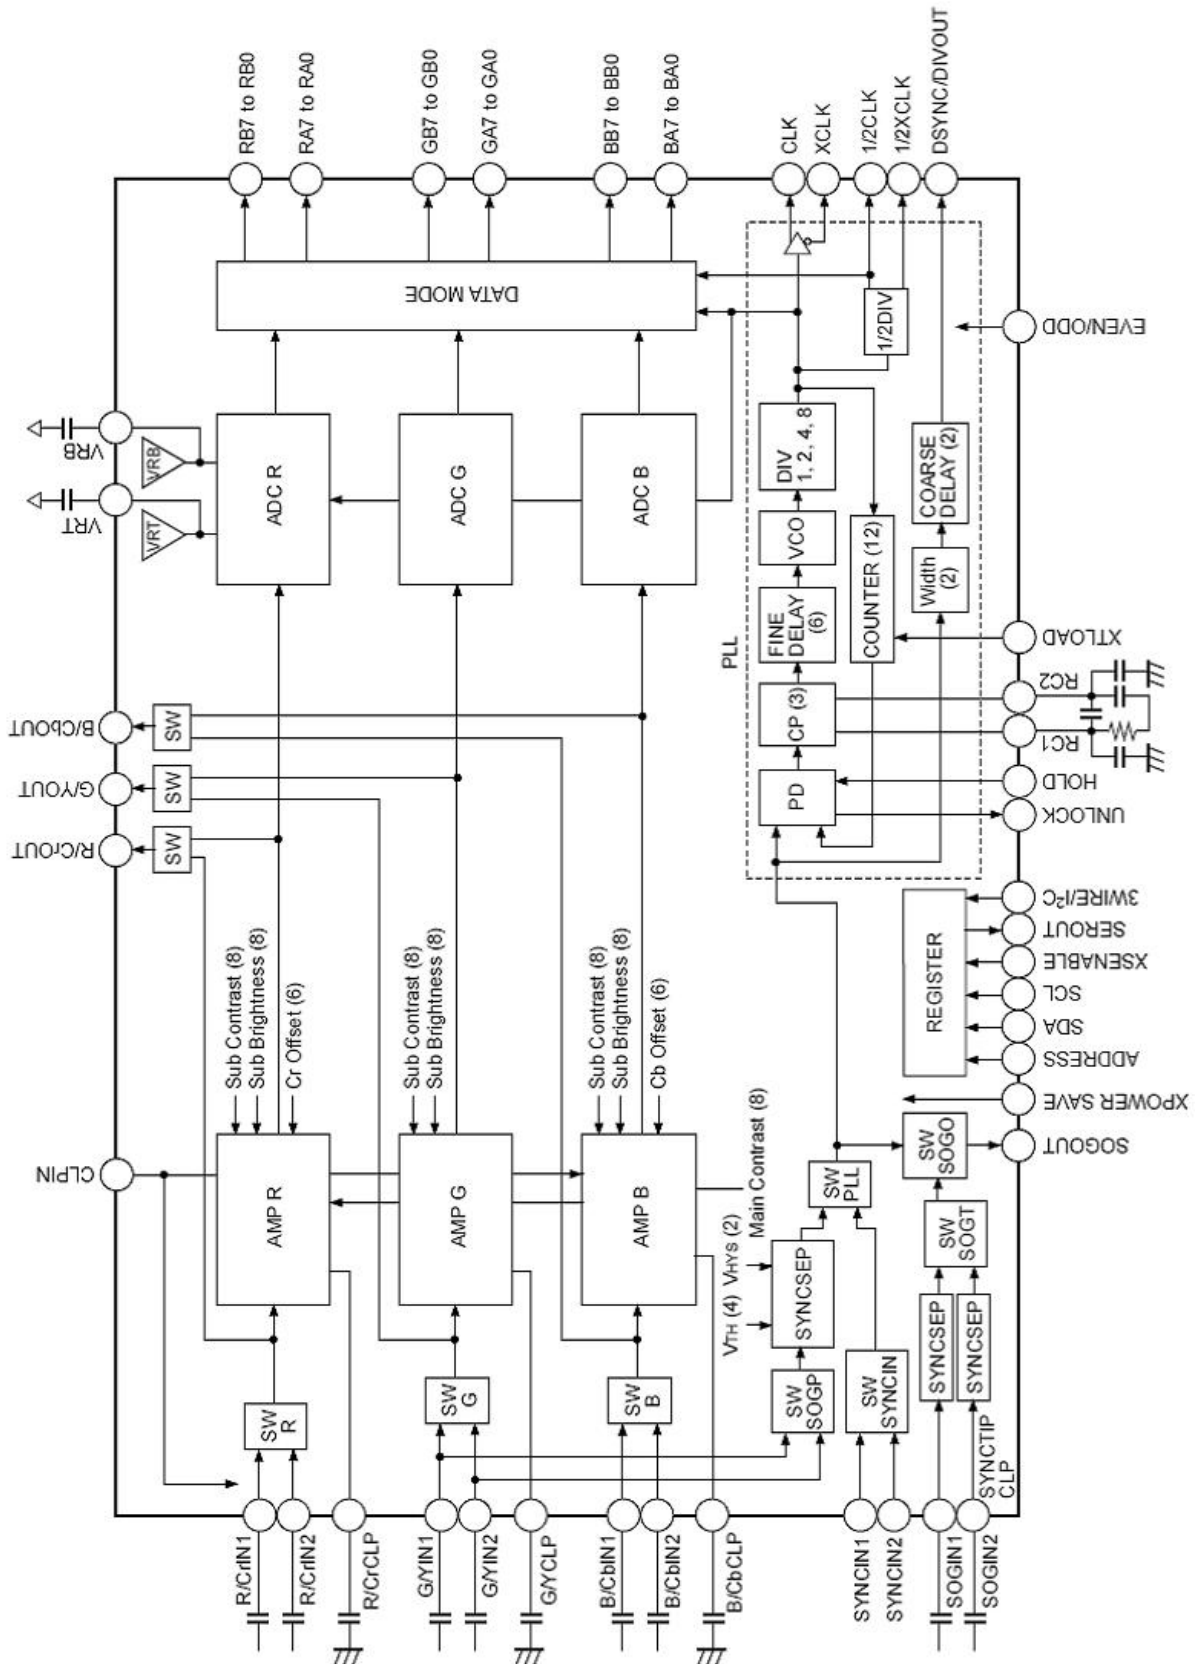 RB7 to RB0
RA7 to RA0
GB7 to GB0
GA7 to GA0
BB7 to BB0
BA7 to BA0
CLK
XCLK
1/2CLK
1/2XCLK
DSYNC/DIVOUT
DATA MODE
1/2DIV
EVEN/ODD
VRB
VRT
VRB
VRT
ADC R
ADC G
ADC B
DIV
1, 2, 4, 8
VCO
FINE
DELAY
(6)
CP (3)
PD
COUNTER (12)
COARSE
DELAY (2)
Width
(2)
PLL
XTLOAD
RC2
RC1
HOLD
UNLOCK
B/CbOUT
G/YOUT
R/CrOUT
SW
SW
SW
3WIRE/I²C
SEROUT
XSENABLE
SCL
SDA
ADDRESS
XPOWER SAVE
SOGOUT
REGISTER
Sub Contrast (8)
Sub Brightness (8)
Cr Offset (6)
Sub Contrast (8)
Sub Brightness (8)
Sub Contrast (8)
Sub Brightness (8)
Cb Offset (6)
CLPIN
AMP R
AMP G
AMP B
Main Contrast (8)
VTH (4)
VHYS (2)
SYNCSEP
SW
PLL
SW
SOGO
SW
SOGT
SW
R
SW
G
SW
B
SW
SOGP
SW
SYNCIN
SYNCSEP
SYNCSEP
SYNCTIP
CLP
R/CrIN1
R/CrIN2
R/CrCLP
G/YIN1
G/YIN2
G/YCLP
B/CbIN1
B/CbIN2
B/CbCLP
SYNCIN1
SYNCIN2
SOGIN1
SOGIN2